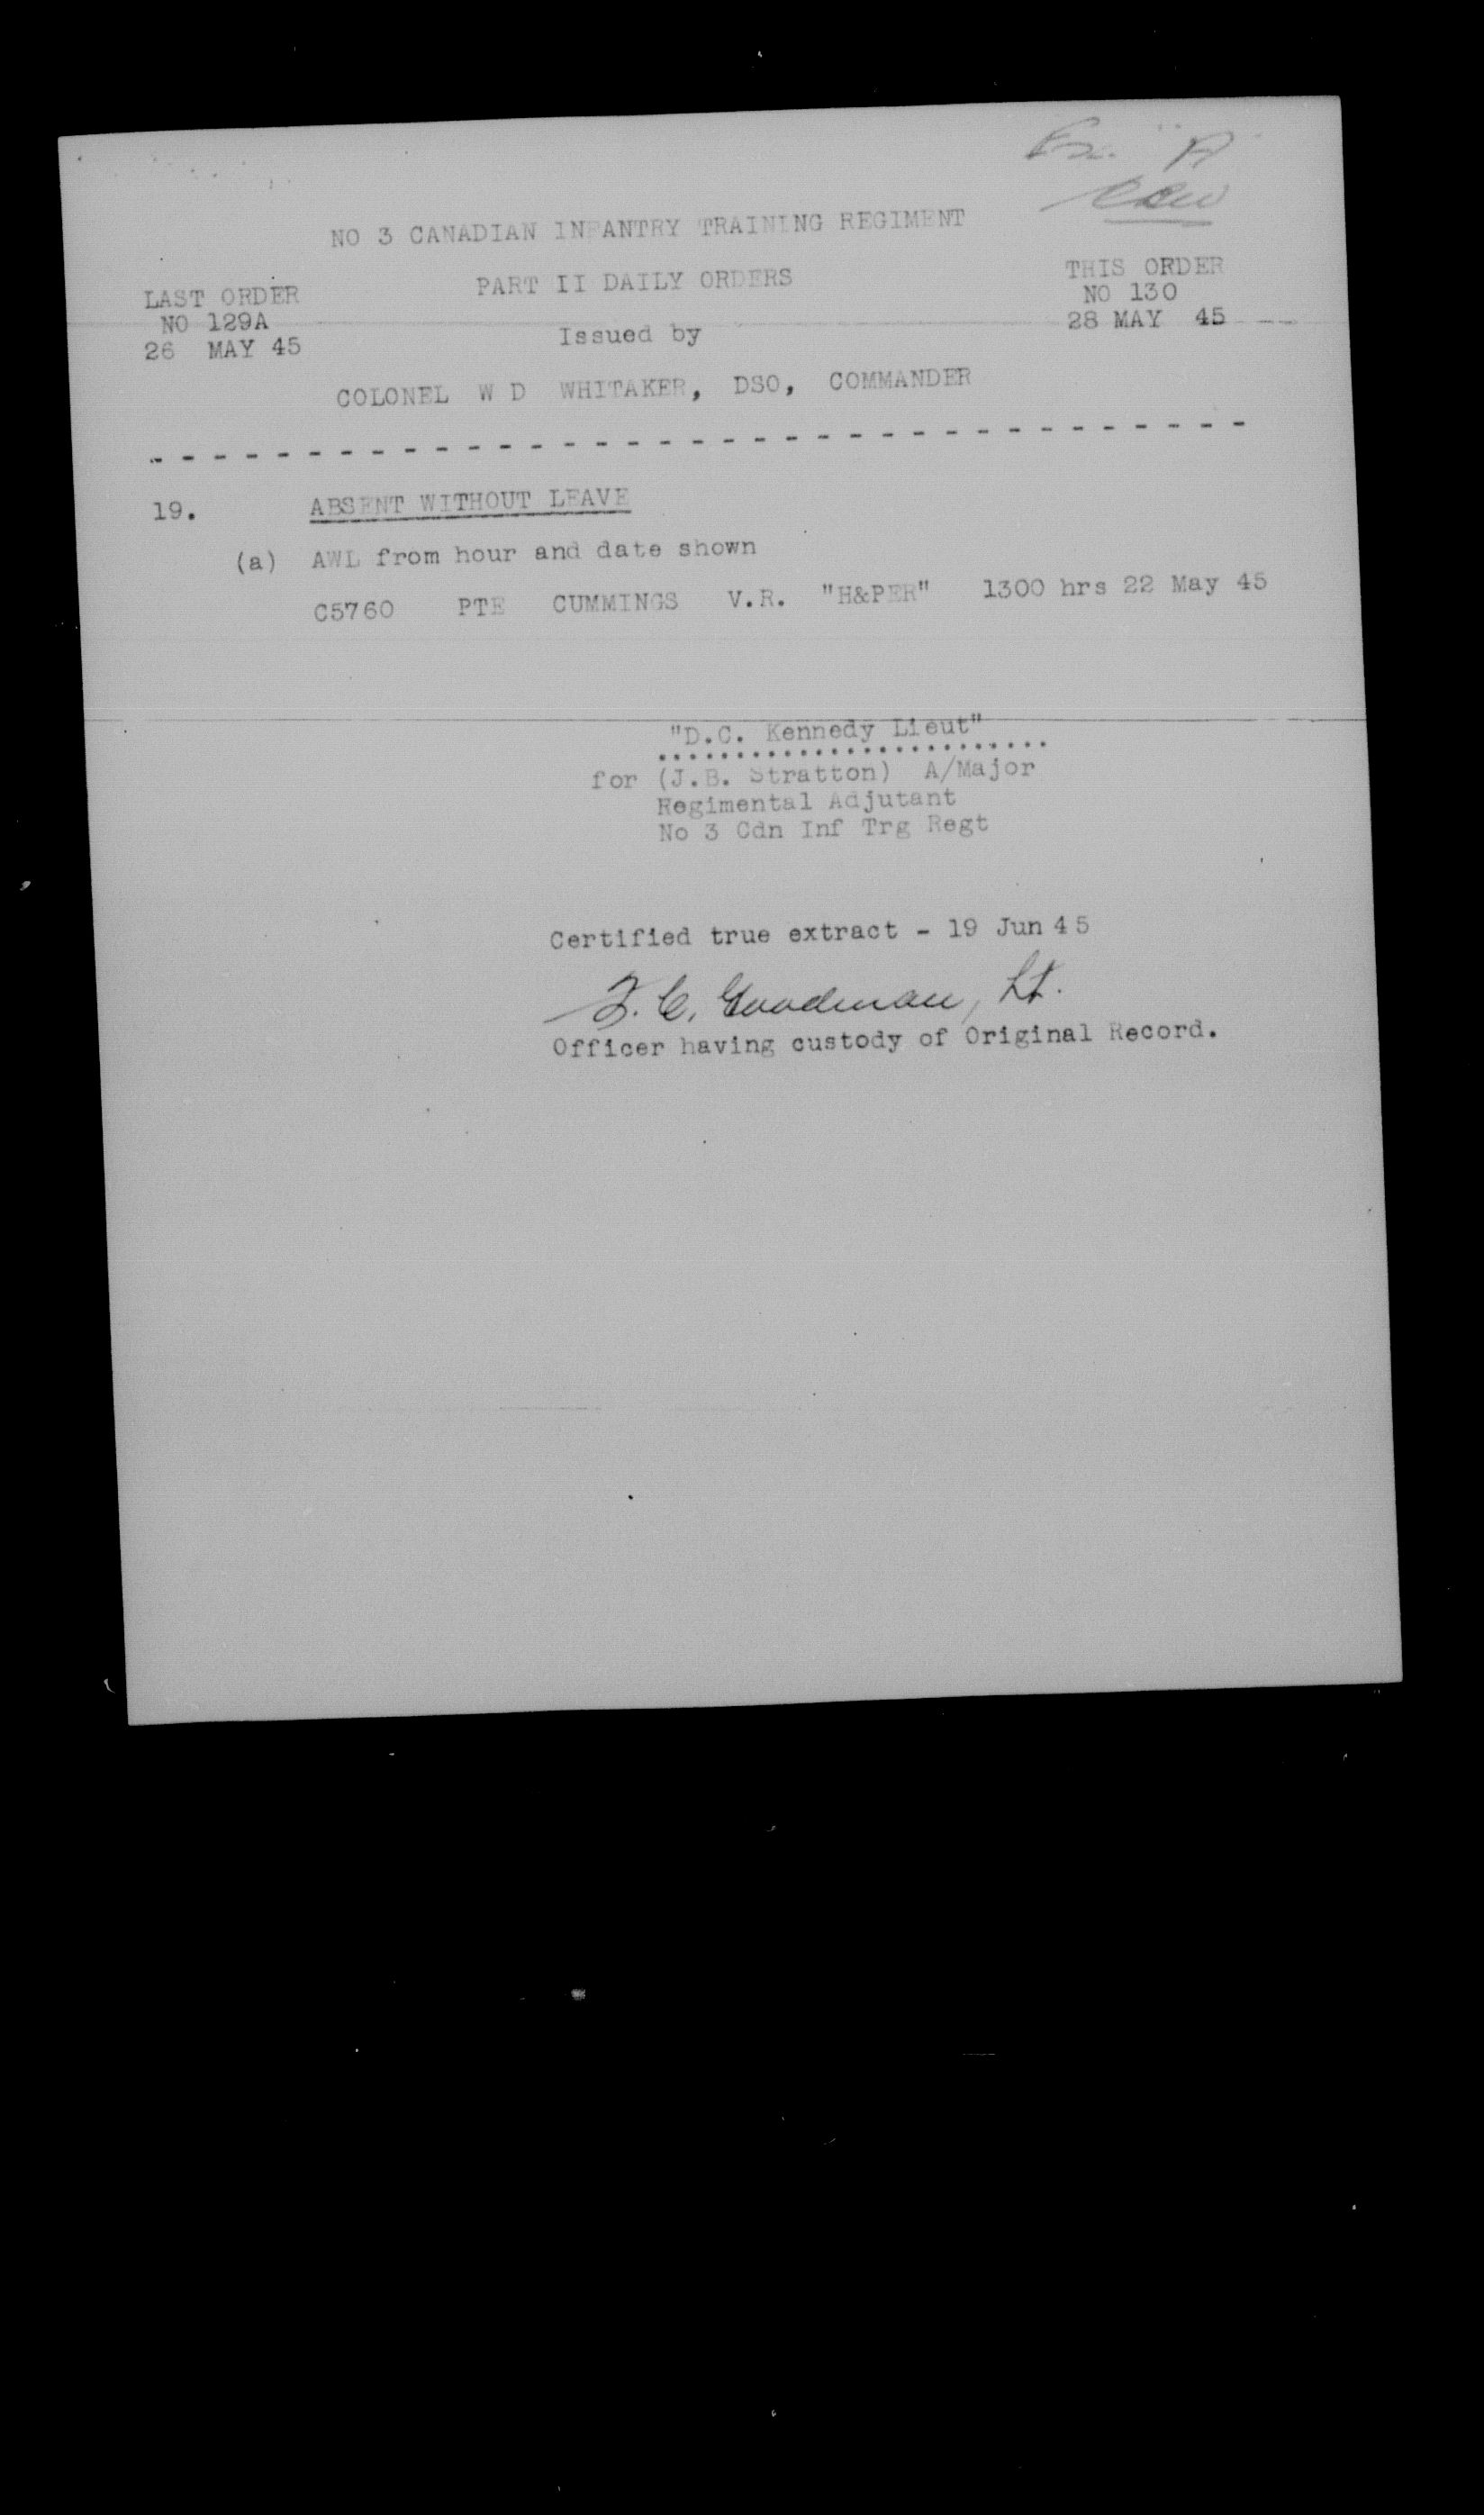 Ex. "A"
NO 3 CANADIAN INFANTRY TRAINING REGIMENT
PART II DAILY ORDERS
LAST ORDER
NO 129A
26 MAY 45
THIS ORDER
NO 130
28 MAY 45
Issued by
COLONEL W D WHITAKER, DSO, COMMANDER
19. ABSENT WITHOUT LEAVE
(a) AWL from hour and date shown
C5760 PTE CUMMINGS V.R. "H&PER" 1300 hrs 22 May 45
"D.C. Kennedy Lieut"
for (J.B. Stratton) A/Major
Regimental Adjutant
No 3 Cdn Inf Trg Regt
Certified true extract - 19 Jun 45
F. C. Goodman, Lt.
Officer having custody of Original Record.